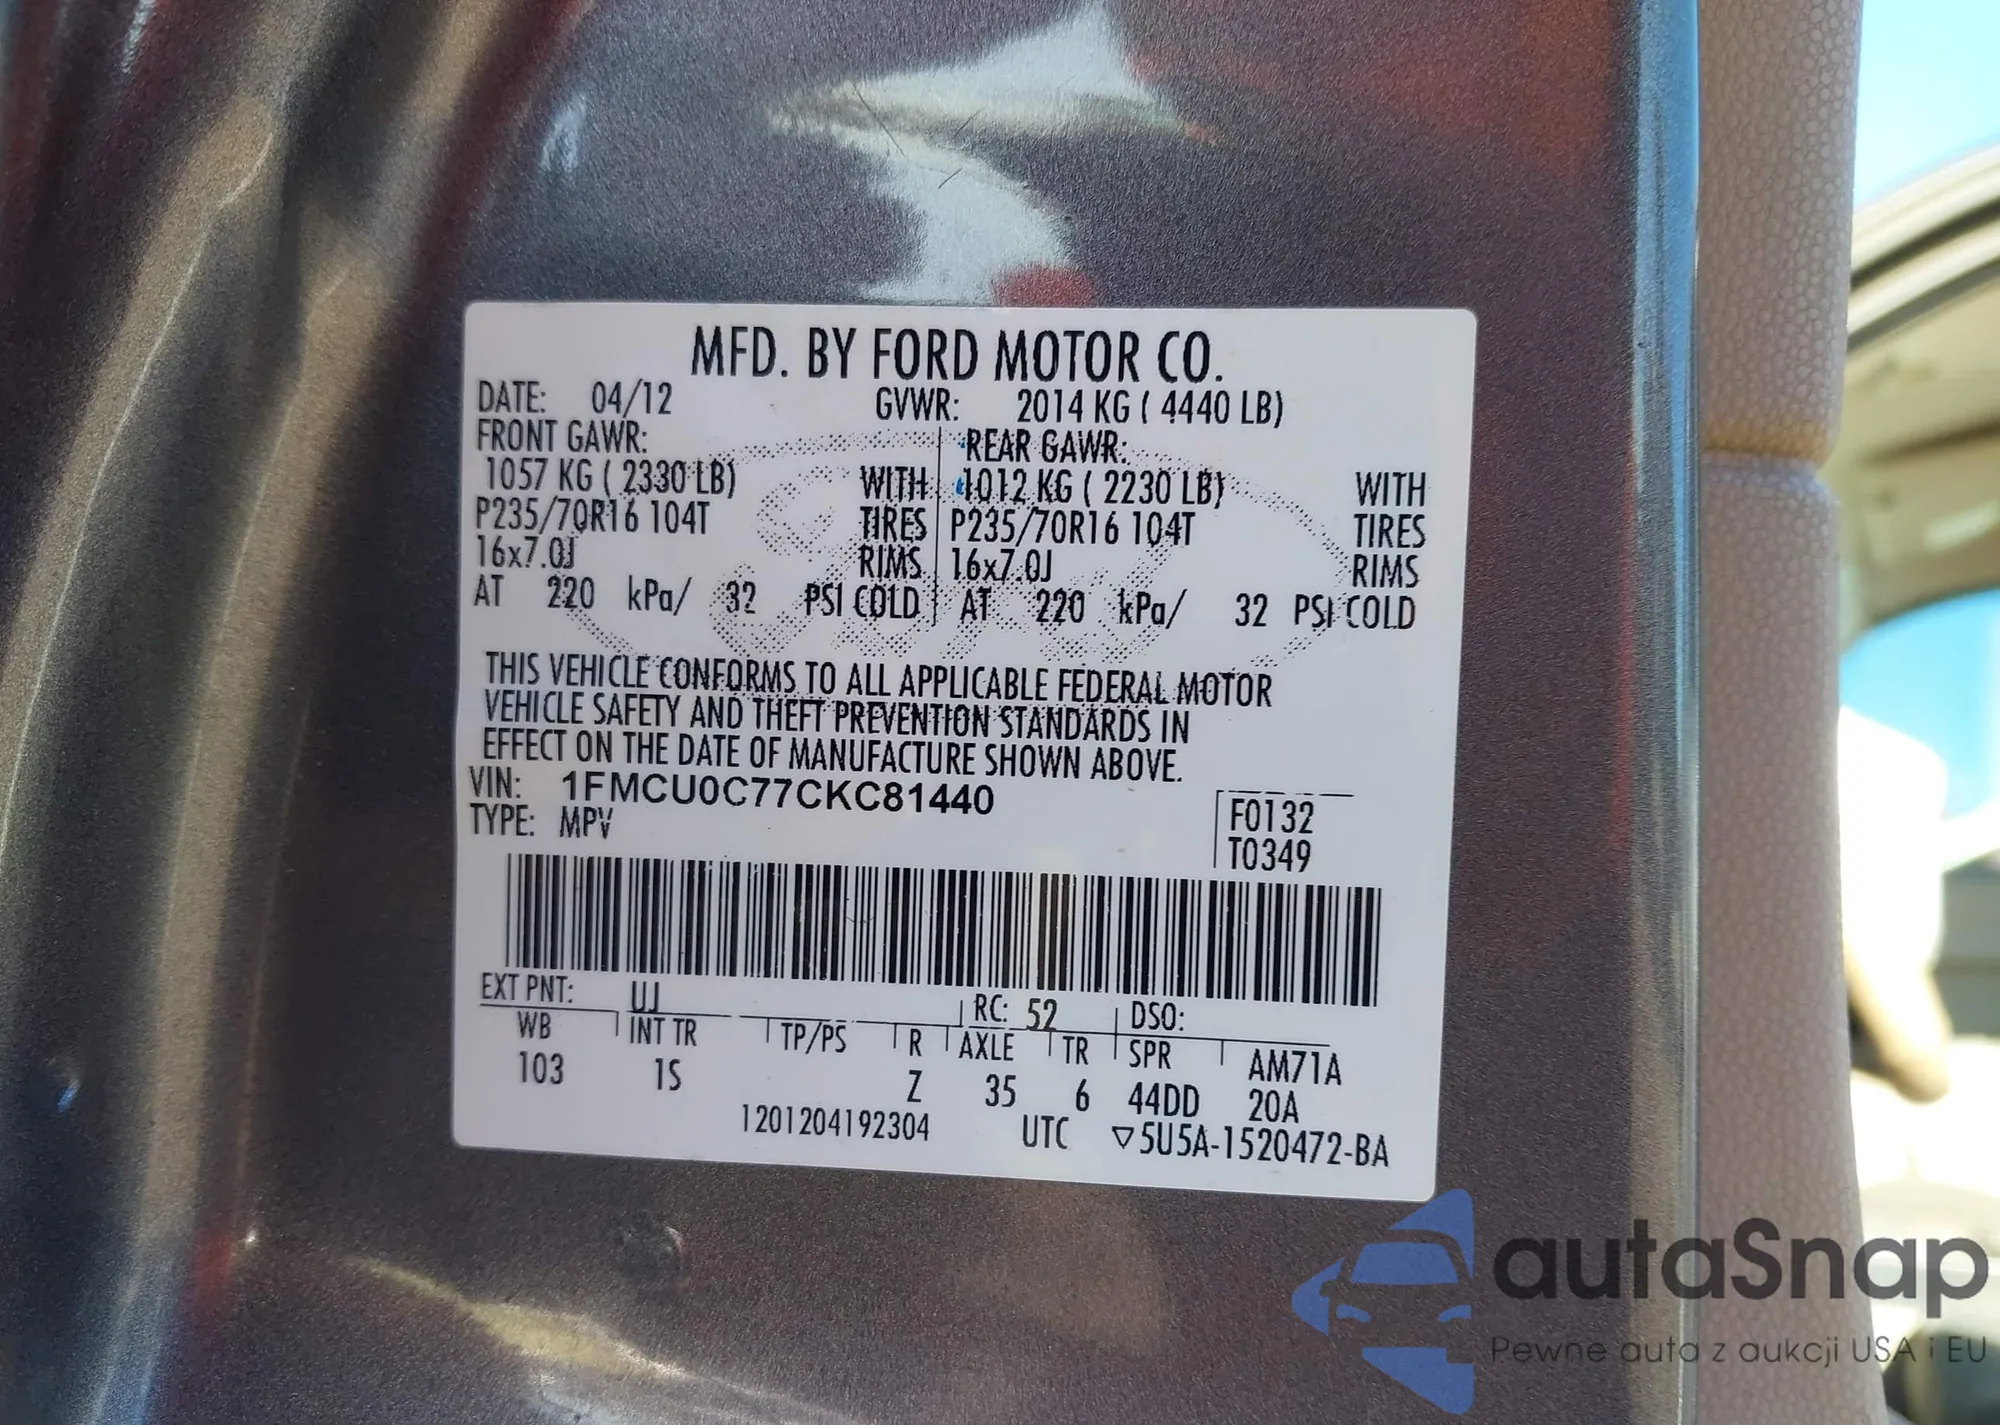 MFD. BY FORD MOTOR CO.
DATE: 04/12 GVWR: 2014 KG ( 4440 LB)
FRONT GAWR: REAR GAWR:
1057 KG ( 2330 LB) WITH 1012 KG ( 2230 LB) WITH
P235/70R16 104T TIRES P235/70R16 104T TIRES
16x7.0J RIMS 16x7.0J RIMS
AT 220 kPa/ 32 PSI COLD AT 220 kPa/ 32 PSI COLD
THIS VEHICLE CONFORMS TO ALL APPLICABLE FEDERAL MOTOR
VEHICLE SAFETY AND THEFT PREVENTION STANDARDS IN
EFFECT ON THE DATE OF MANUFACTURE SHOWN ABOVE.
VIN: 1FMCU0C77CKC81440 F0132
TYPE: MPV T0349
EXT PNT: UJ RC: 52 DSO:
WB INT TR TP/PS R AXLE TR SPR AM71A
103 1S Z 35 6 44DD 20A
1201204192304 UTC ▽5U5A-1520472-BA
autaSnap
Pewne auta z aukcji USA i EU